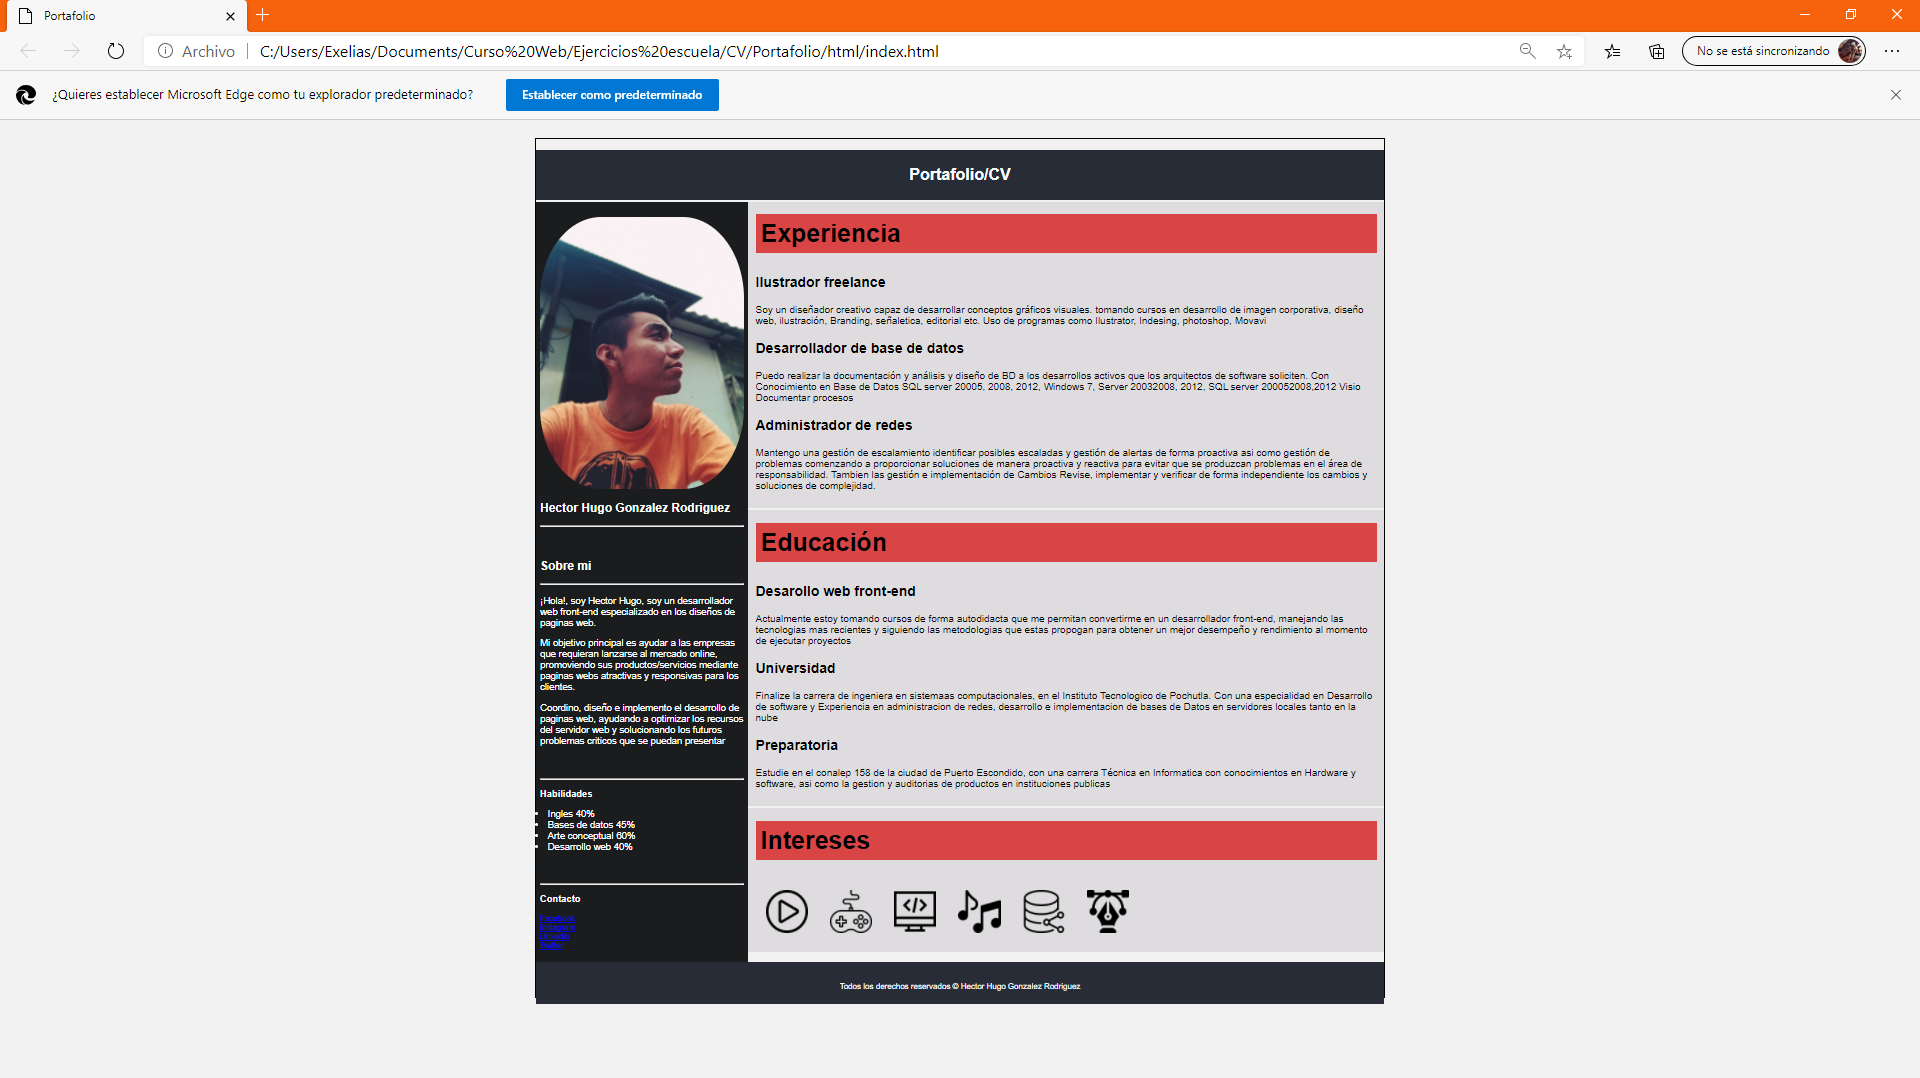 Portafolio
Archivo
C:/Users/Exelias/Documents/Curso%20Web/Ejercicios%20escuela/CV/Portafolio/html/index.html
No se está sincronizando
¿Quieres establecer Microsoft Edge como tu explorador predeterminado?
Establecer como predeterminado
Portafolio/CV
Hector Hugo Gonzalez Rodriguez
Sobre mi
¡Hola!, soy Hector Hugo, soy un desarrollador
web front-end especializado en los diseños de
paginas web.
Mi objetivo principal es ayudar a las empresas
que requieran lanzarse al mercado online,
promoviendo sus productos/servicios mediante
paginas webs atractivas y responsivas para los
clientes.
Coordino, diseño e implemento el desarrollo de
paginas web, ayudando a optimizar los recursos
del servidor web y solucionando los futuros
problemas criticos que se puedan presentar
Habilidades
Ingles 40%
Bases de datos 45%
Arte conceptual 60%
Desarrollo web 40%
Contacto
Facebook
Instagram
Linkedin
Twitter
Experiencia
Ilustrador freelance
Soy un diseñador creativo capaz de desarrollar conceptos gráficos visuales. tomando cursos en desarrollo de imagen corporativa, diseño
web, ilustración, Branding, señaletica, editorial etc. Uso de programas como Ilustrator, Indesing, photoshop, Movavi
Desarrollador de base de datos
Puedo realizar la documentación y análisis y diseño de BD a los desarrollos activos que los arquitectos de software soliciten. Con
Conocimiento en Base de Datos SQL server 20005, 2008, 2012, Windows 7, Server 20032008, 2012, SQL server 200052008,2012 Visio
Documentar procesos
Administrador de redes
Mantengo una gestión de escalamiento identificar posibles escaladas y gestión de alertas de forma proactiva asi como gestión de
problemas comenzando a proporcionar soluciones de manera proactiva y reactiva para evitar que se produzcan problemas en el área de
responsabilidad. Tambien las gestión e implementación de Cambios Revise, implementar y verificar de forma independiente los cambios y
soluciones de complejidad.
Educación
Desarollo web front-end
Actualmente estoy tomando cursos de forma autodidacta que me permitan convertirme en un desarrollador front-end, manejando las
tecnologias mas recientes y siguiendo las metodologias que estas propogan para obtener un mejor desempeño y rendimiento al momento
de ejecutar proyectos
Universidad
Finalize la carrera de ingeniera en sistemaas computacionales, en el Instituto Tecnologico de Pochutla. Con una especialidad en Desarrollo
de software y Experiencia en administracion de redes, desarrollo e implementacion de bases de Datos en servidores locales tanto en la
nube
Preparatoria
Estudie en el conalep 158 de la ciudad de Puerto Escondido, con una carrera Técnica en Informatica con conocimientos en Hardware y
software, asi como la gestion y auditorias de productos en instituciones publicas
Intereses
Todos los derechos reservados © Hector Hugo Gonzalez Rodriguez